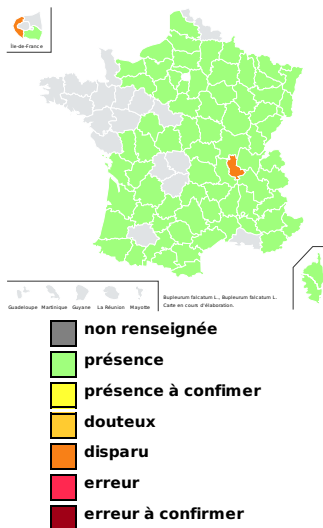 Île-de-France
Guadeloupe Martinique Guyane La Réunion Mayotte
Bupleurum falcatum L., Bupleurum falcatum L.
Carte en cours d'élaboration.
non renseignée
présence
présence à confimer
douteux
disparu
erreur
erreur à confirmer